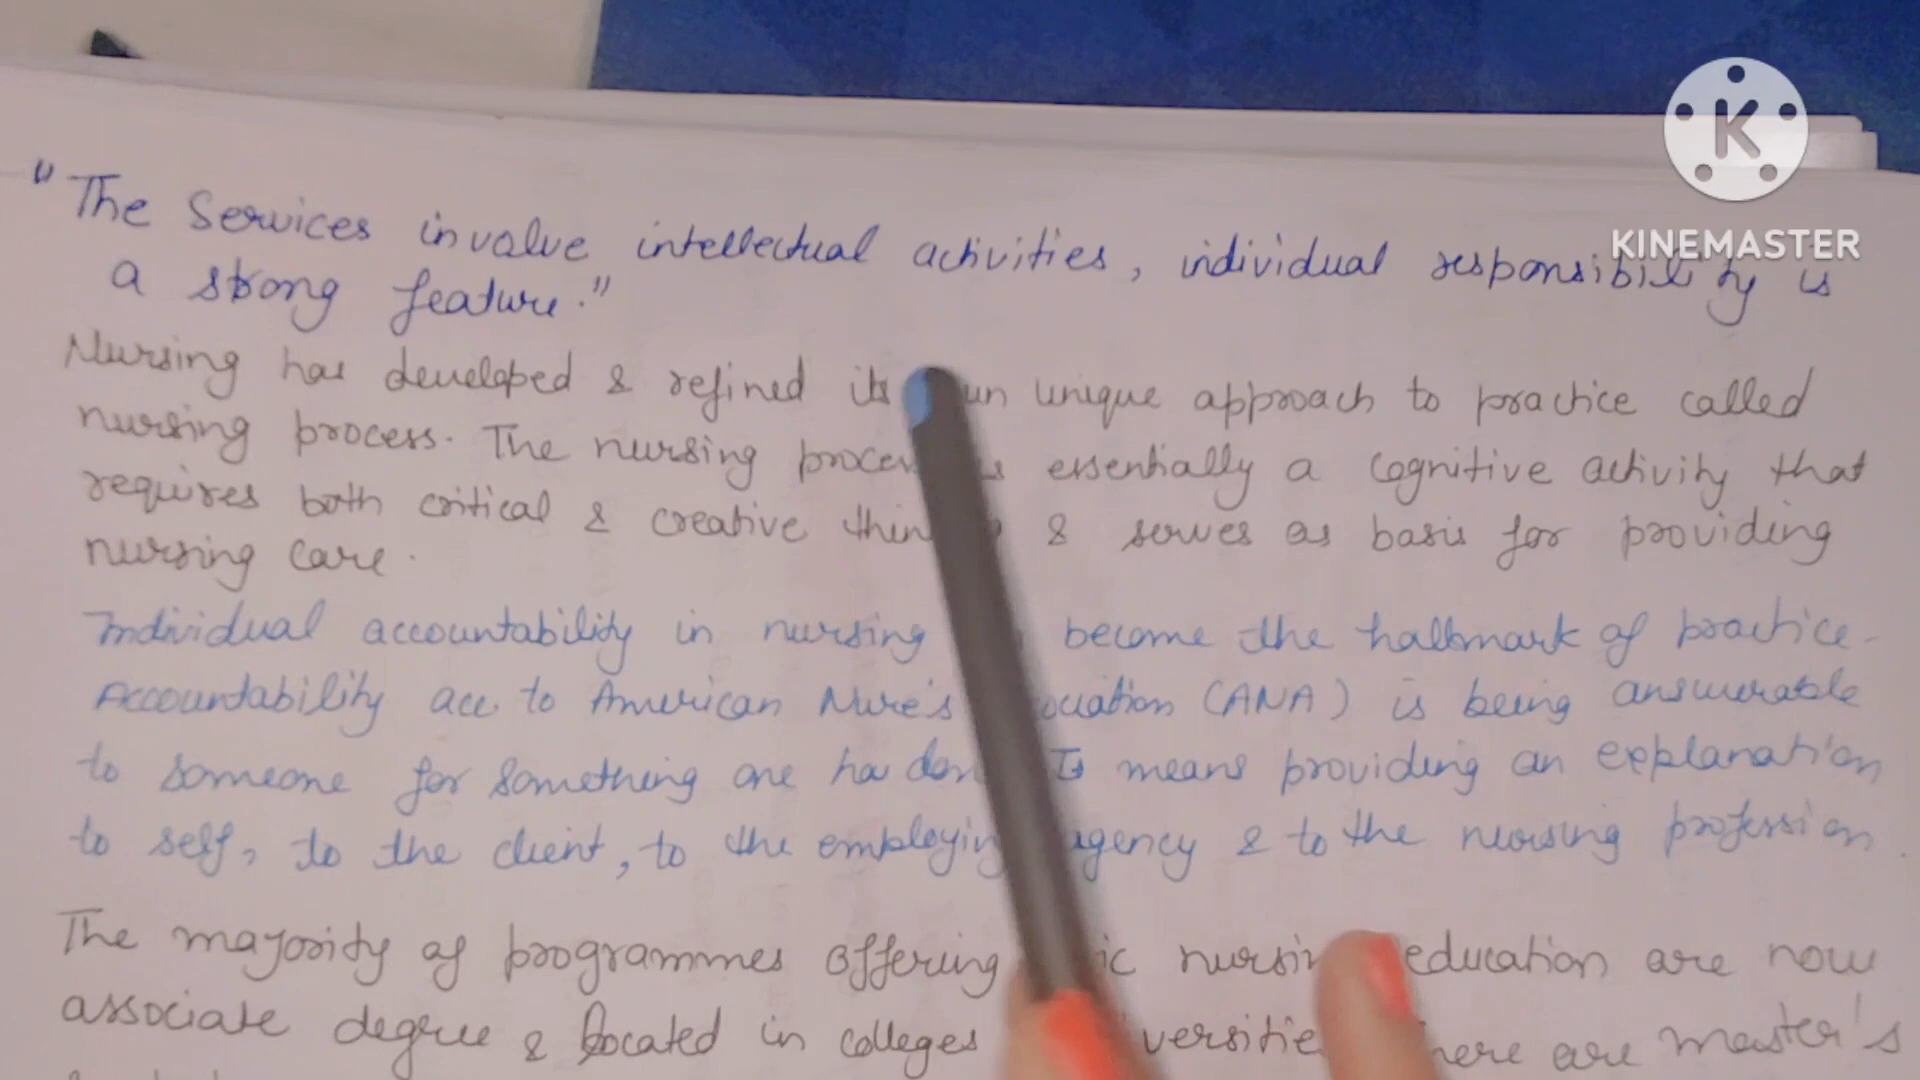 "The Services involve intellectual activities, individual responsibility is
a strong feature."
Nursing has developed & refined its unique approach to practice called
nursing process. The nursing process is essentially a cognitive activity that
requires both critical & creative & serves as basis for providing
nursing care.
Individual accountability in nursing become the hallmark of practice.
Accountability acc to American Nurse's (ANA) is being answerable
to someone for something one has done. It means providing an explanation
to self, to the client, to the employing agency & to the nursing profession.
The majority of programmes offering nursing education are now
associate degree & located in colleges are master's
KINEMASTER